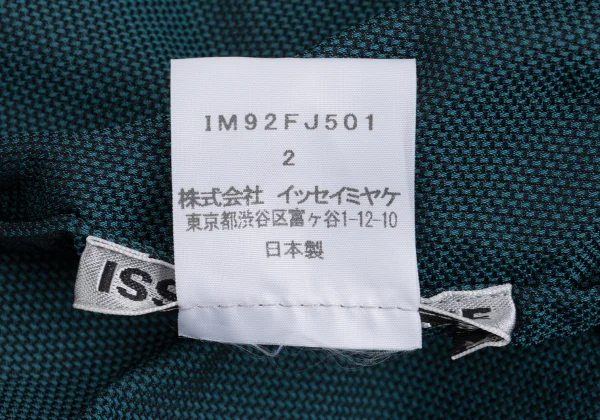 IM92FJ501
2
株式会社 イッセイミヤケ
東京都渋谷区富ヶ谷1-12-10
日本製
ISS